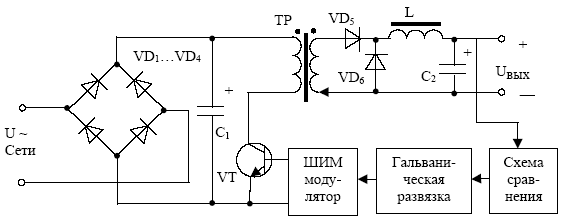 ТР
VD5
L
VD1…VD4
+
+
+
VD6
C2
Uвых
—
C1
U ~
Сети
VT
ШИМ
моду-
лятор
Гальвани-
ческая
развязка
Схема
срав-
нения